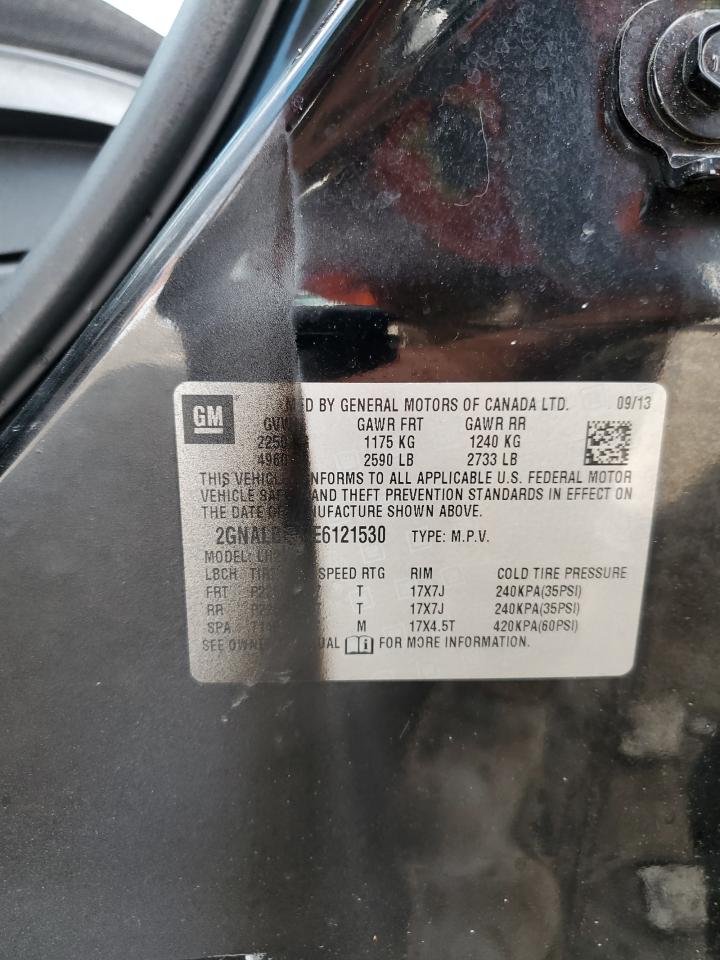 GM
BY GENERAL MOTORS OF CANADA LTD. 09/13
GAWR FRT GAWR RR
1175 KG 1240 KG
2590 LB 2733 LB
THIS VEHICLE CONFORMS TO ALL APPLICABLE U.S. FEDERAL MOTOR
VEHICLE SAFETY AND THEFT PREVENTION STANDARDS IN EFFECT ON
THE DATE OF MANUFACTURE SHOWN ABOVE.
TYPE: M.P.V.
MODEL:
LBCH SPEED RTG RIM COLD TIRE PRESSURE
FRT T 17X7J 240KPA(35PSI)
RR T 17X7J 240KPA(35PSI)
SPA M 17X4.5T 420KPA(60PSI)
SEE OWNER'S MANUAL FOR MORE INFORMATION.